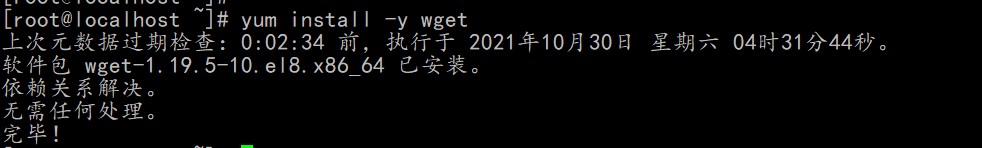 [root@localhost ~]# yum install -y wget
上次元数据过期检查：0:02:34 前，执行于 2021年10月30日 星期六 04时31分44秒。
软件包 wget-1.19.5-10.el8.x86_64 已安装。
依赖关系解决。
无需任何处理。
完毕！